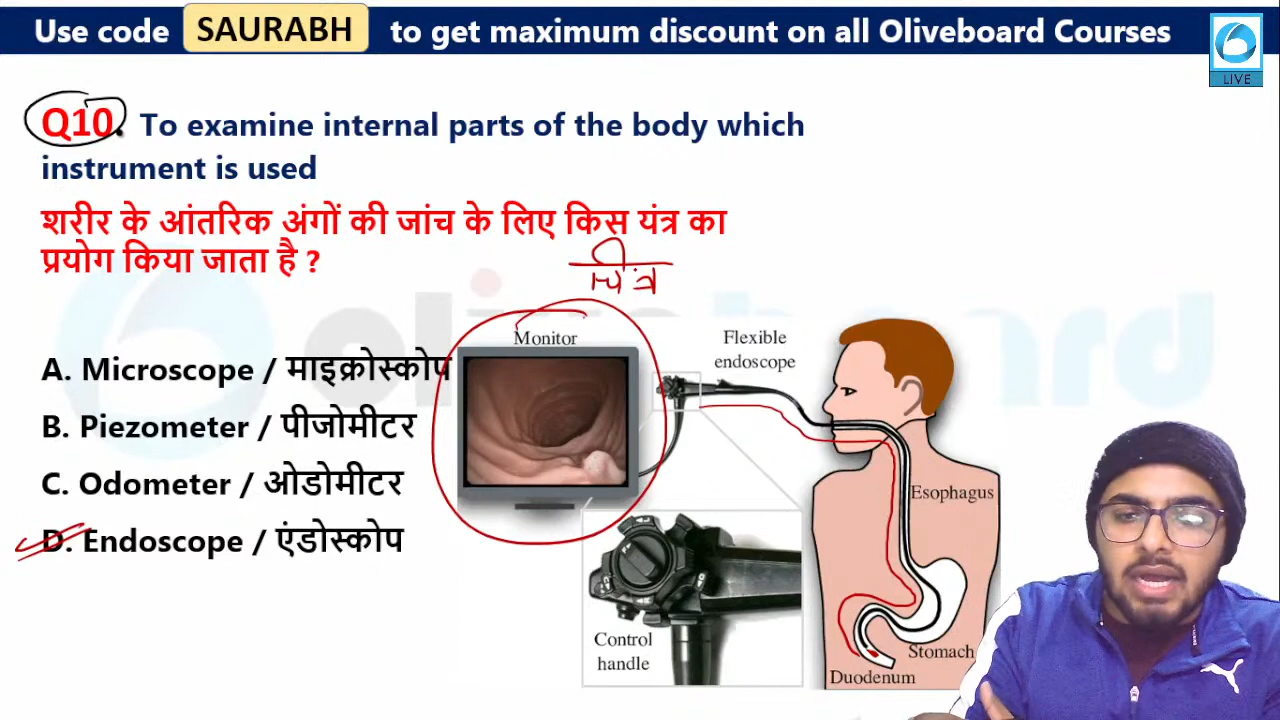 Use code SAURABH to get maximum discount on all Oliveboard Courses
LIVE
Q10. To examine internal parts of the body which
instrument is used
शरीर के आंतरिक अंगों की जांच के लिए किस यंत्र का
प्रयोग किया जाता है ?
oliveboard
A. Microscope / माइक्रोस्कोप
B. Piezometer / पीजोमीटर
C. Odometer / ओडोमीटर
D. Endoscope / एंडोस्कोप
Monitor
Flexible
endoscope
Esophagus
Control
handle
Stomach
Duodenum